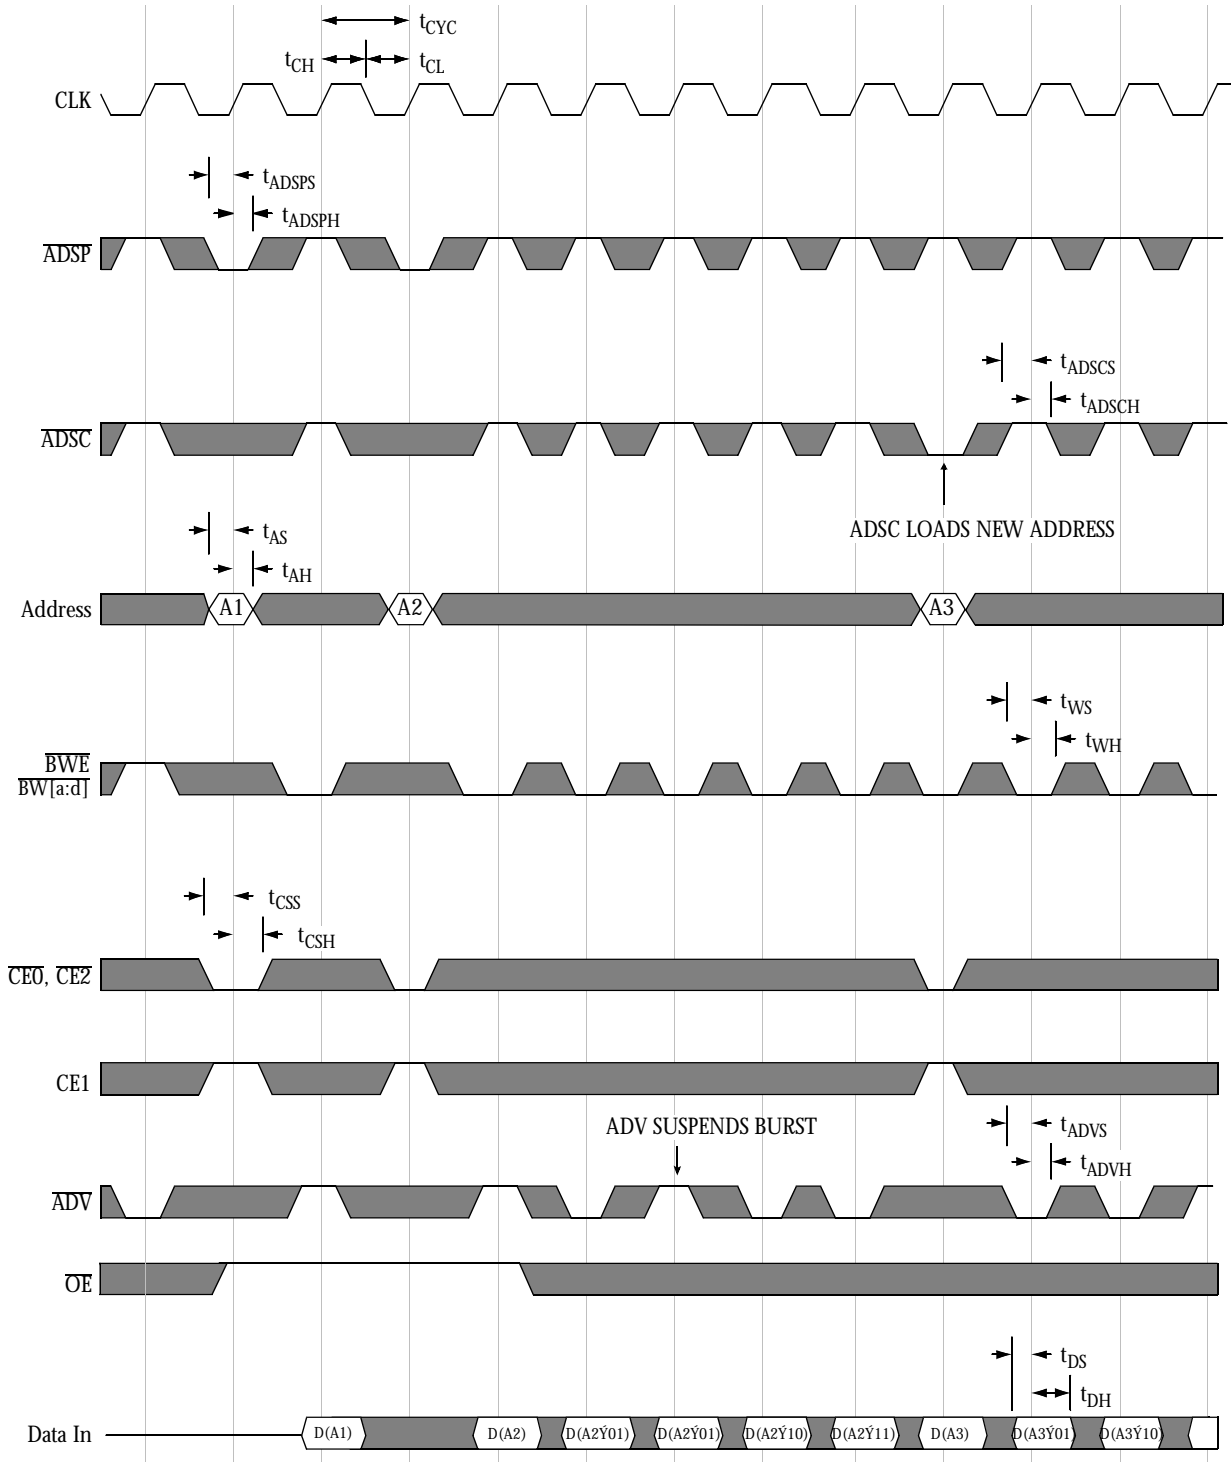 tCYC
tCH tCL
CLK
tADSPS
tADSPH
ADSP
tADSCS
tADSCH
ADSC
ADSC LOADS NEW ADDRESS
tAS
tAH
Address A1 A2 A3
tWS
tWH
BWE
BW[a:d]
tCSS
tCSH
CE0, CE2
CE1
ADV SUSPENDS BURST
tADVS
tADVH
ADV
OE
tDS
tDH
Data In D(A1) D(A2) D(A2Ý01) D(A2Ý01) D(A2Ý10) D(A2Ý11) D(A3) D(A3Ý01) D(A3Ý10)